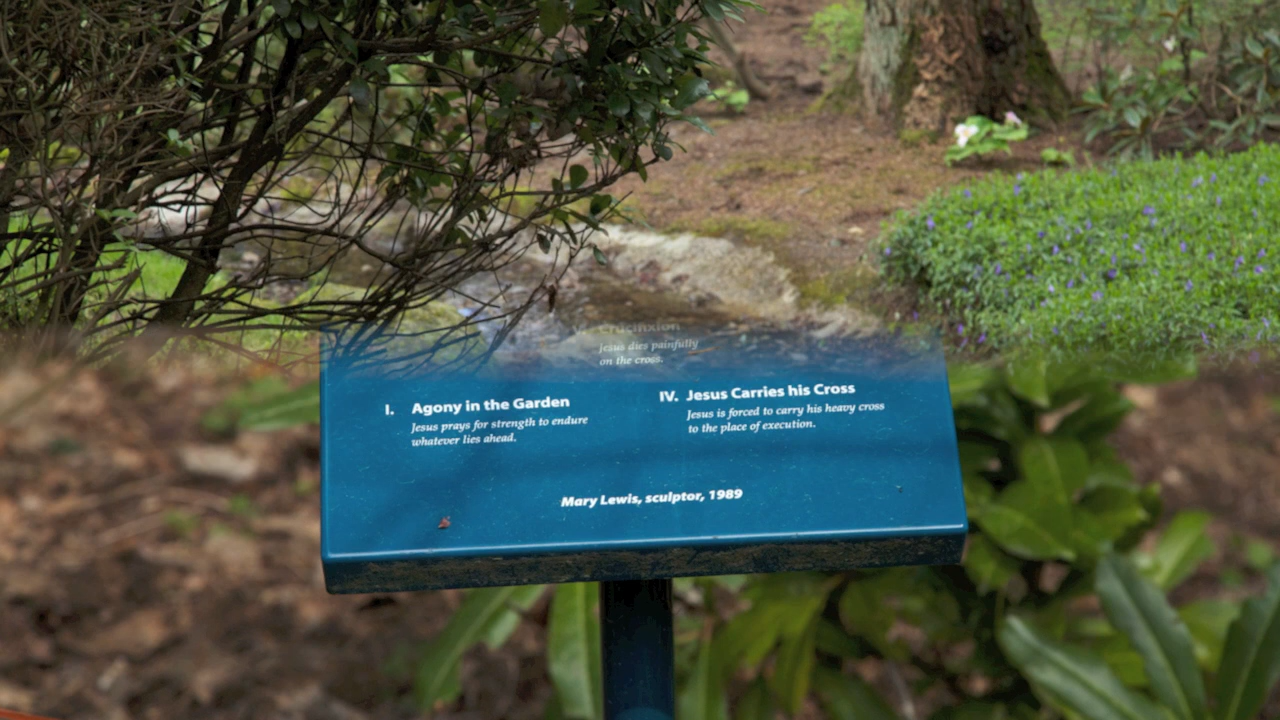 Crucifixion
Jesus dies painfully
on the cross.
I. Agony in the Garden
Jesus prays for strength to endure
whatever lies ahead.
IV. Jesus Carries his Cross
Jesus is forced to carry his heavy cross
to the place of execution.
Mary Lewis, sculptor, 1989